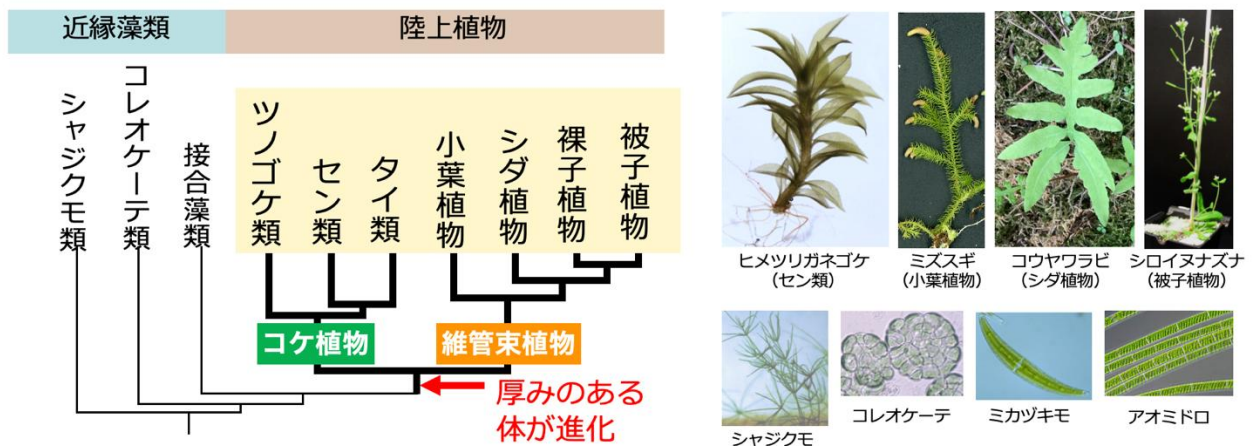 近縁藻類
陸上植物
シャジクモ類
コレオケーテ類
接合藻類
ツノゴケ類
セン類
タイ類
小葉植物
シダ植物
裸子植物
被子植物
コケ植物
維管束植物
厚みのある
体が進化
ヒメツリガネゴケ
(セン類)
ミズスギ
(小葉植物)
コウヤワラビ
(シダ植物)
シロイヌナズナ
(被子植物)
シャジクモ
コレオケーテ
ミカヅキモ
アオミドロ